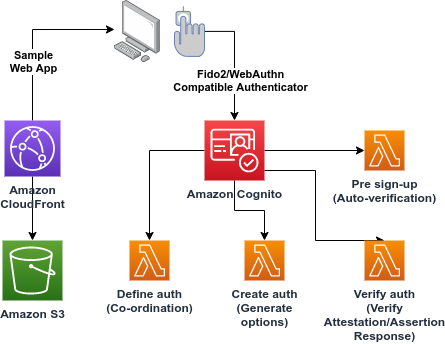 Sample
Web App
Fido2/WebAuthn
Compatible Authenticator
Amazon
CloudFront
Amazon Cognito
Pre sign-up
(Auto-verification)
Amazon S3
Define auth
(Co-ordination)
Create auth
(Generate
options)
Verify auth
(Verify
Attestation/Assertion
Response)